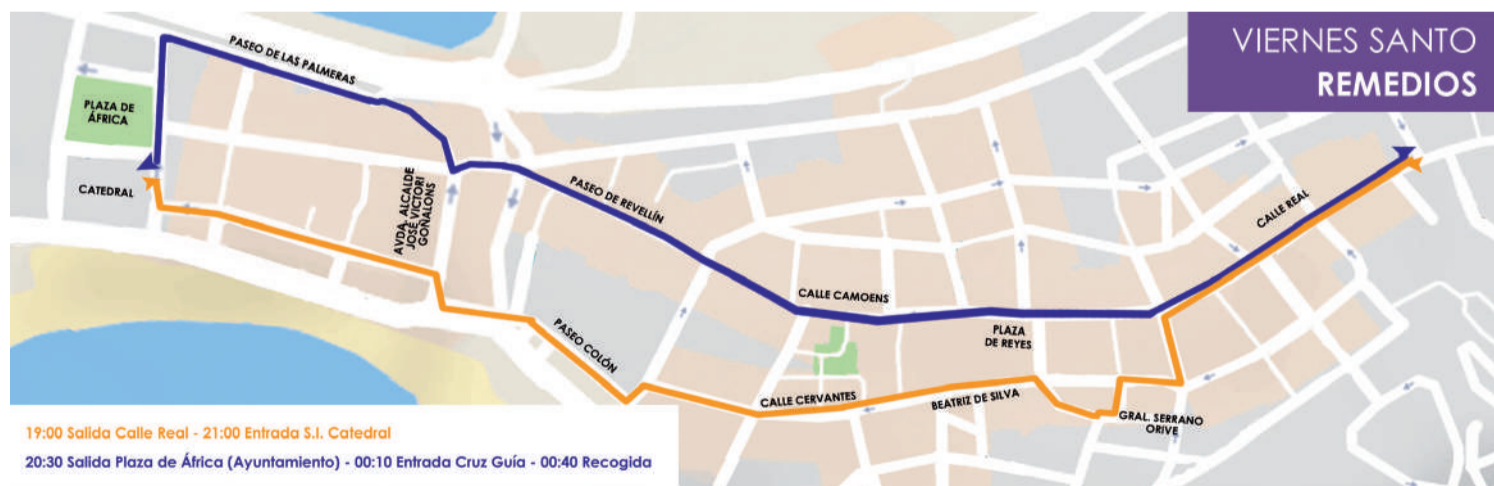 VIERNES SANTO
REMEDIOS
PASEO DE LAS PALMERAS
PLAZA DE
ÁFRICA
CATEDRAL
AVDA. ALCALDE
JOSÉ VICTORI
GOÑALONS
PASEO DE REVELLÍN
CALLE REAL
CALLE CAMOENS
PLAZA
DE REYES
PASEO COLÓN
CALLE CERVANTES
BEATRIZ DE SILVA
GRAL. SERRANO
ORIVE
19:00 Salida Calle Real - 21:00 Entrada S.I. Catedral
20:30 Salida Plaza de África (Ayuntamiento) - 00:10 Entrada Cruz Guía - 00:40 Recogida